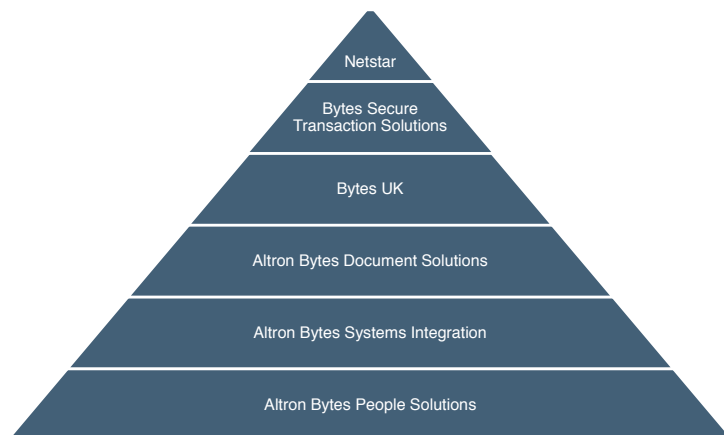 Netstar
Bytes Secure
Transaction Solutions
Bytes UK
Altron Bytes Document Solutions
Altron Bytes Systems Integration
Altron Bytes People Solutions